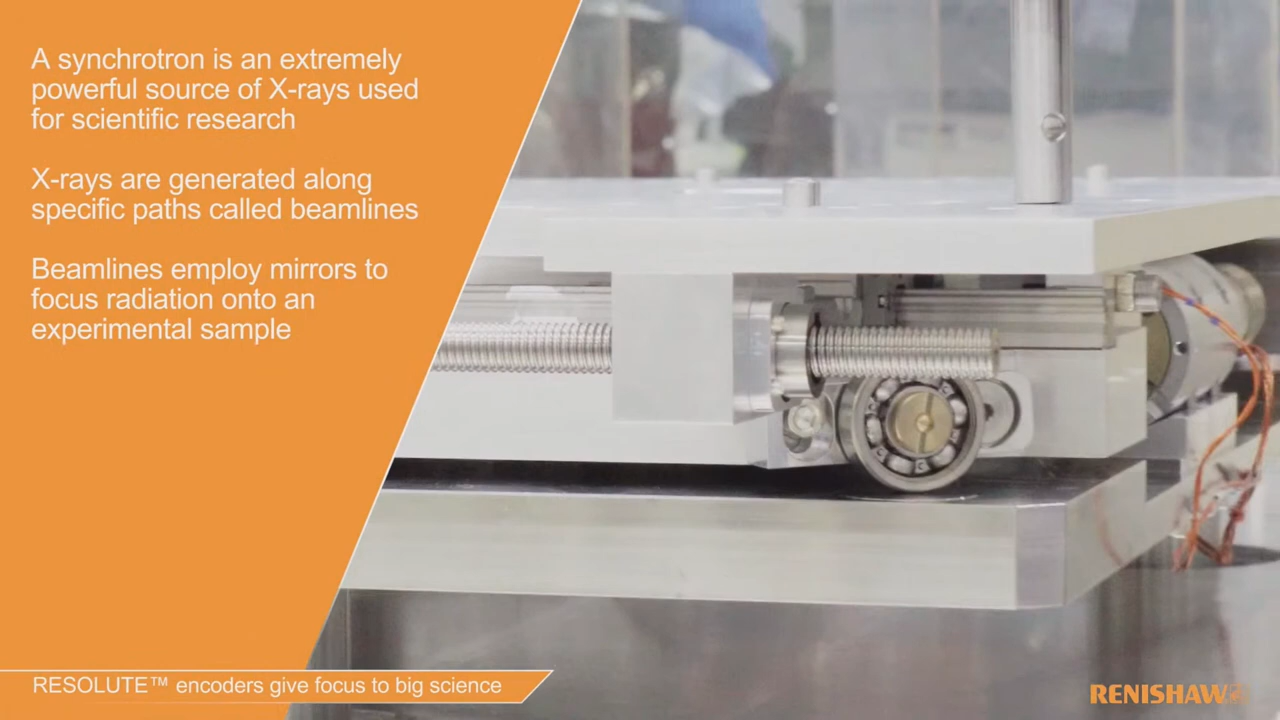 A synchrotron is an extremely
powerful source of X-rays used
for scientific research
X-rays are generated along
specific paths called beamlines
Beamlines employ mirrors to
focus radiation onto an
experimental sample
RESOLUTE™ encoders give focus to big science
RENISHAW